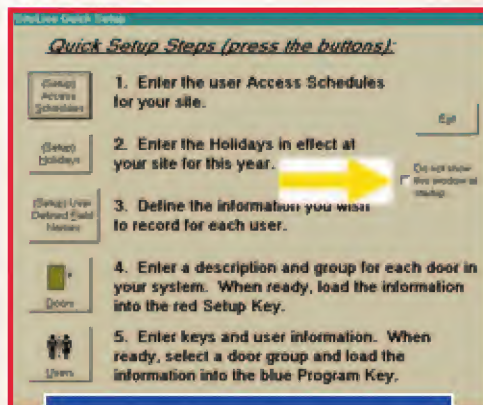 SiteLine Quick Setup
Quick Setup Steps (press the buttons):
(Setup)
Access
Schedules
1. Enter the user Access Schedules
for your site.
Exit
(Setup)
Holidays
2. Enter the Holidays in effect at
your site for this year.
Do not show
this window at
startup
(Setup) User
Defined Field
Names
3. Define the information you wish
to record for each user.
Doors
4. Enter a description and group for each door in
your system. When ready, load the information
into the red Setup Key.
Users
5. Enter keys and user information. When
ready, select a door group and load the
information into the blue Program Key.